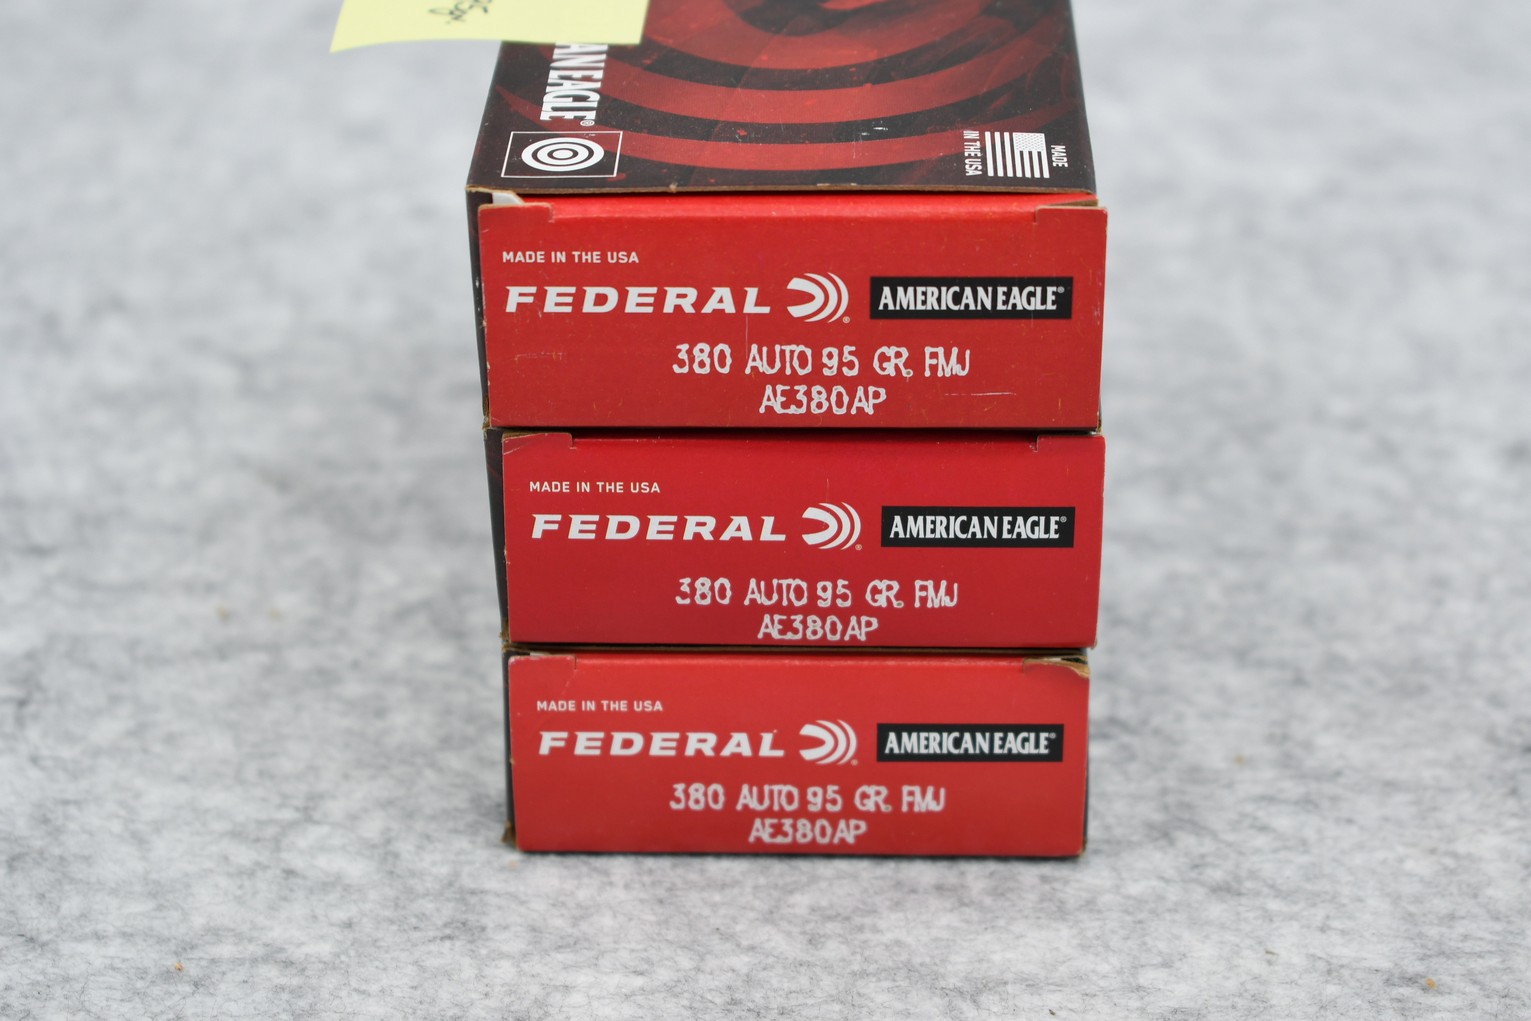 AN EAGLE®
MADE
IN THE USA
MADE IN THE USA
FEDERAL ® AMERICAN EAGLE®
380 AUTO 95 GR. FMJ
AE380AP
MADE IN THE USA
FEDERAL ® AMERICAN EAGLE®
380 AUTO 95 GR. FMJ
AE380AP
MADE IN THE USA
FEDERAL ® AMERICAN EAGLE®
380 AUTO 95 GR. FMJ
AE380AP